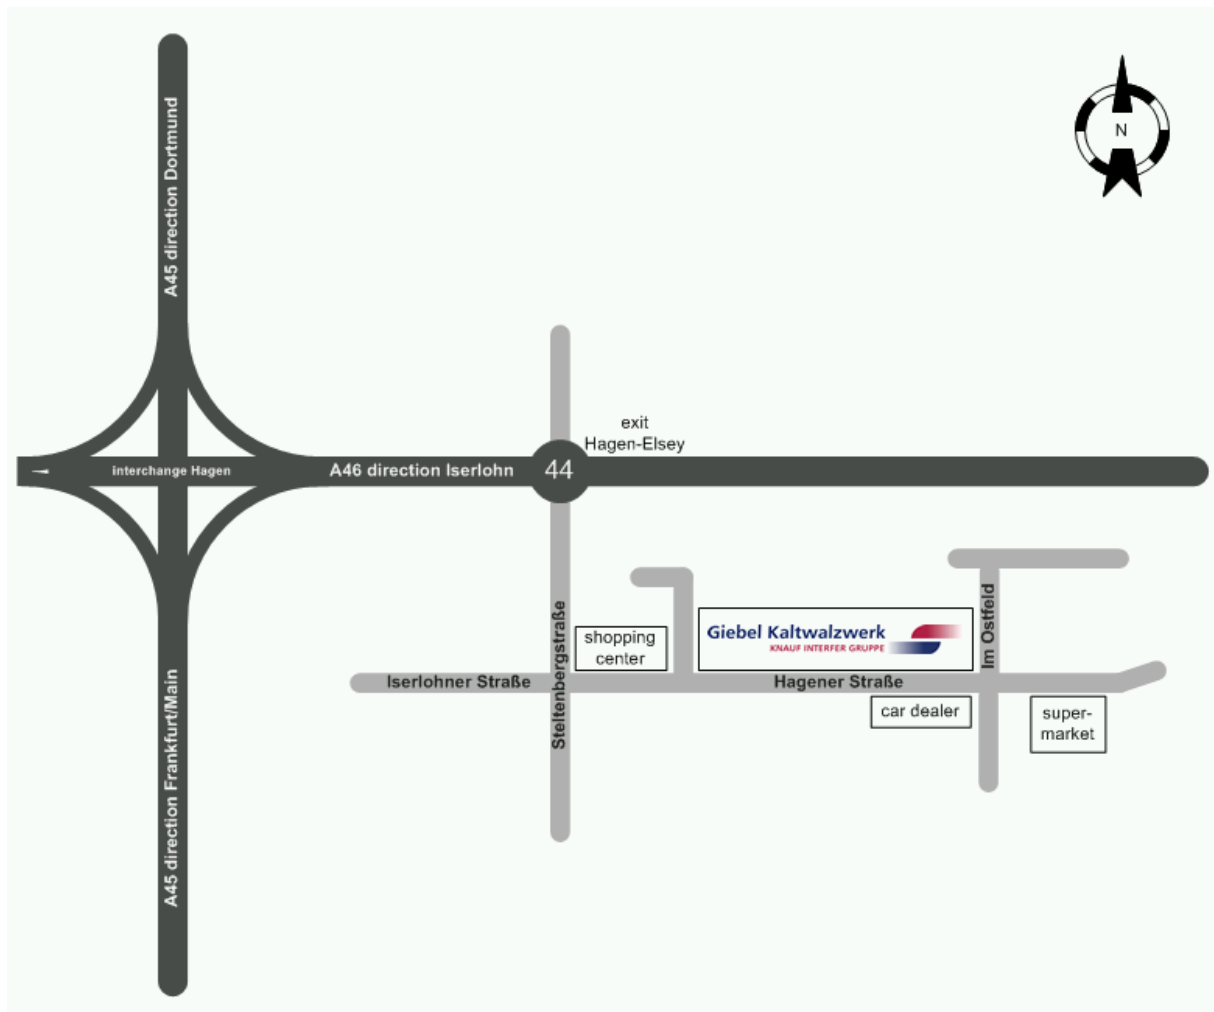 A45 direction Dortmund
N
exit
Hagen-Elsey
interchange Hagen
A46 direction Iserlohn
44
Steltenbergstraße
shopping
center
Giebel Kaltwalzwerk
KNAUF INTERFER GRUPPE
Im Ostfeld
Iserlohner Straße
Hagener Straße
car dealer
super-
market
A45 direction Frankfurt/Main